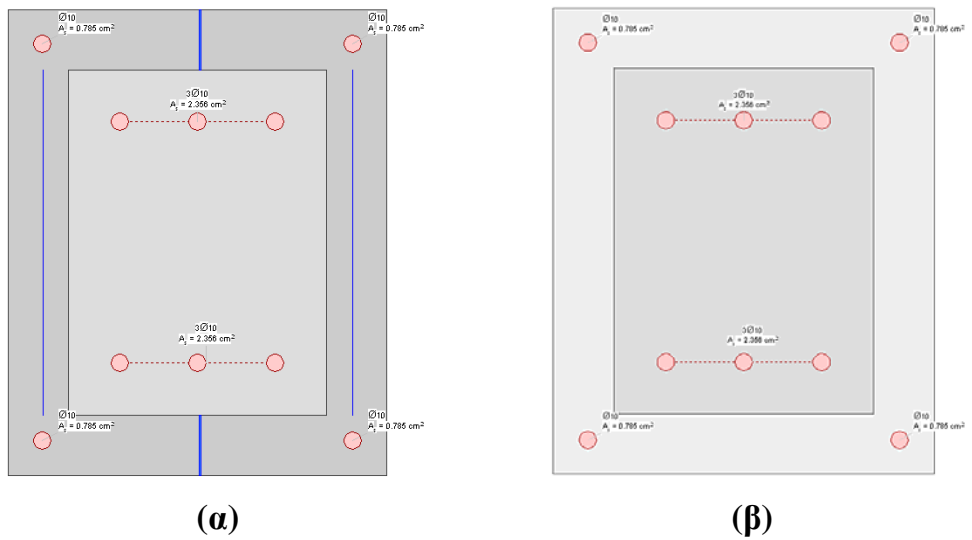 Ø10
A_s = 0.785 cm²
Ø10
A_s = 0.785 cm²
3Ø10
A_s = 2.356 cm²
3Ø10
A_s = 2.356 cm²
Ø10
A_s = 0.785 cm²
Ø10
A_s = 0.785 cm²
(α)
Ø10
A_s = 0.785 cm²
Ø10
A_s = 0.785 cm²
3Ø10
A_s = 2.356 cm²
3Ø10
A_s = 2.356 cm²
Ø10
A_s = 0.785 cm²
Ø10
A_s = 0.785 cm²
(β)